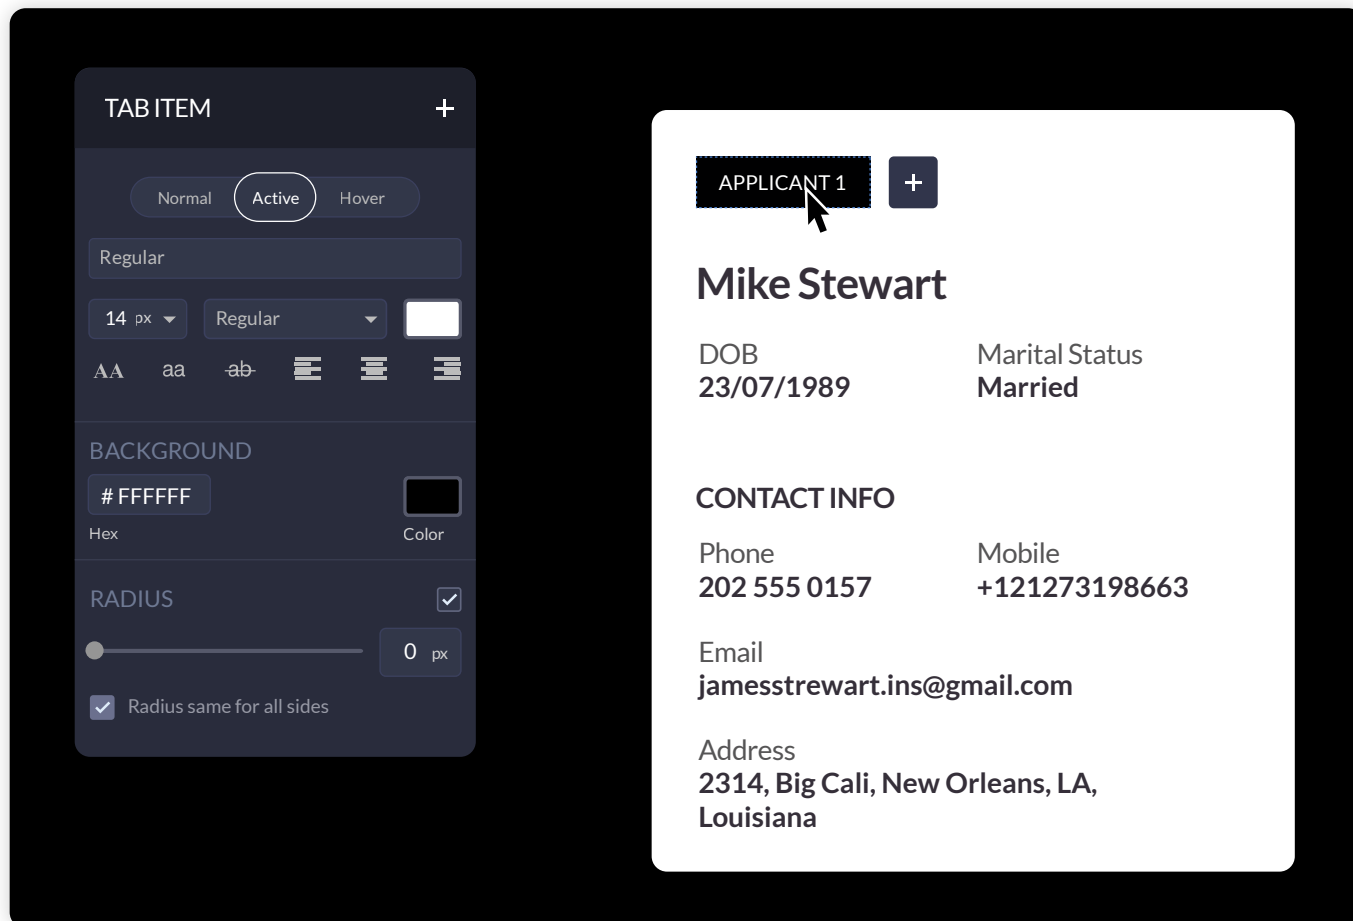 TAB ITEM
Normal Active Hover
Regular
14 px Regular
AA aa ab
BACKGROUND
# FFFFFF
Hex Color
RADIUS
0 px
Radius same for all sides
APPLICANT 1
Mike Stewart
DOB Marital Status
23/07/1989 Married
CONTACT INFO
Phone Mobile
202 555 0157 +121273198663
Email
jamesstrewart.ins@gmail.com
Address
2314, Big Cali, New Orleans, LA,
Louisiana